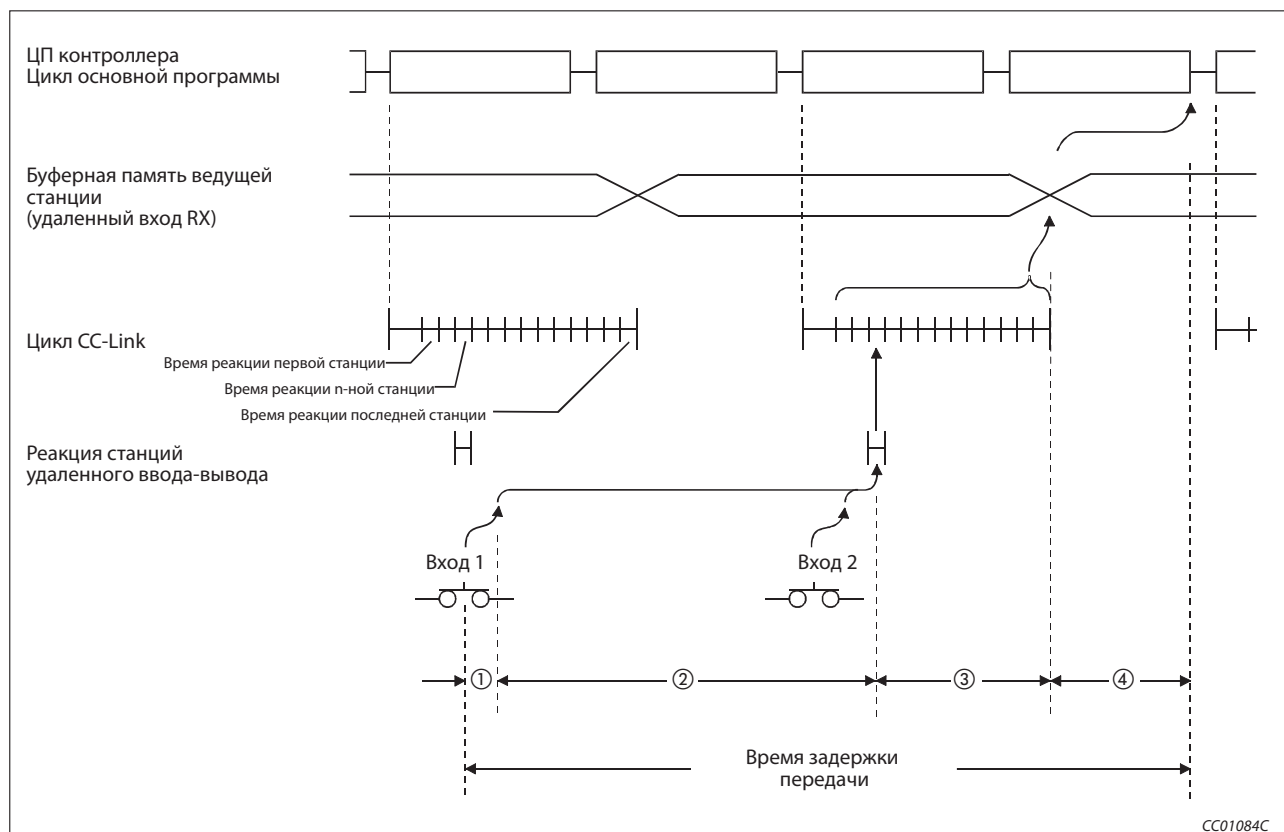 ЦП контроллера
Цикл основной программы
Буферная память ведущей
станции
(удаленный вход RX)
Цикл CC-Link
Время реакции первой станции
Время реакции n-ной станции
Время реакции последней станции
Реакция станций
удаленного ввода-вывода
Вход 1
Вход 2
① ② ③ ④
Время задержки
передачи
CC01084C